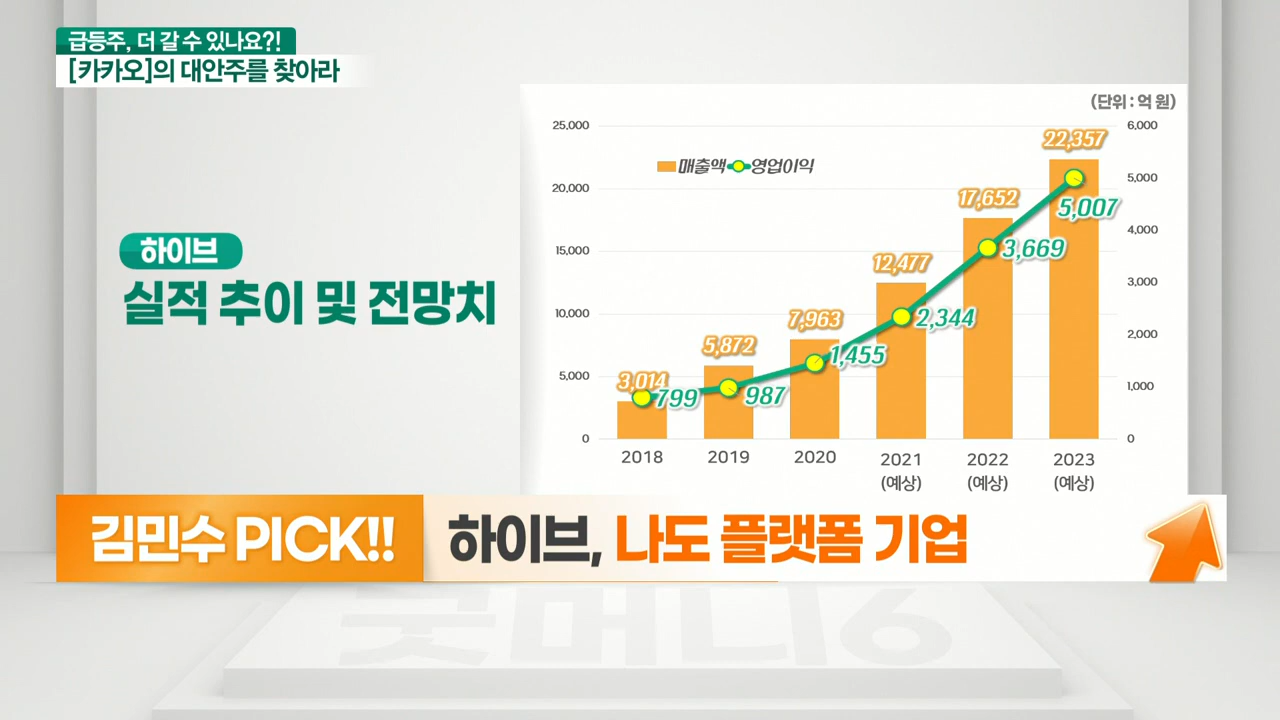 급등주, 더 갈 수 있나요?!
[카카오]의 대안주를 찾아라
(단위 : 억 원)
하이브
실적 추이 및 전망치
매출액 영업이익
25,000
20,000
15,000
10,000
5,000
0
6,000
5,000
4,000
3,000
2,000
1,000
0
3,014
5,872
7,963
12,477
17,652
22,357
799
987
1,455
2,344
3,669
5,007
2018
2019
2020
2021
(예상)
2022
(예상)
2023
(예상)
김민수 PICK!!
하이브, 나도 플랫폼 기업
굿머니6